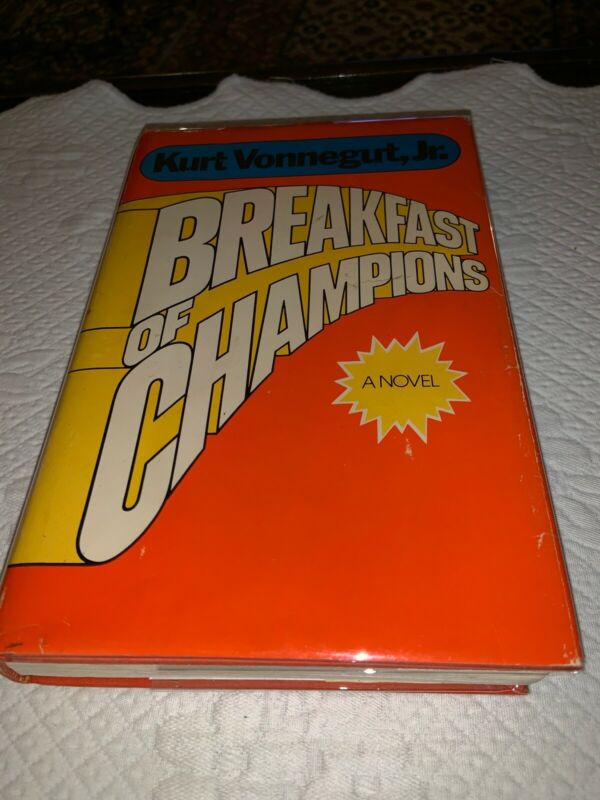 Kurt Vonnegut, Jr.
BREAKFAST
OF
CHAMPIONS
A NOVEL